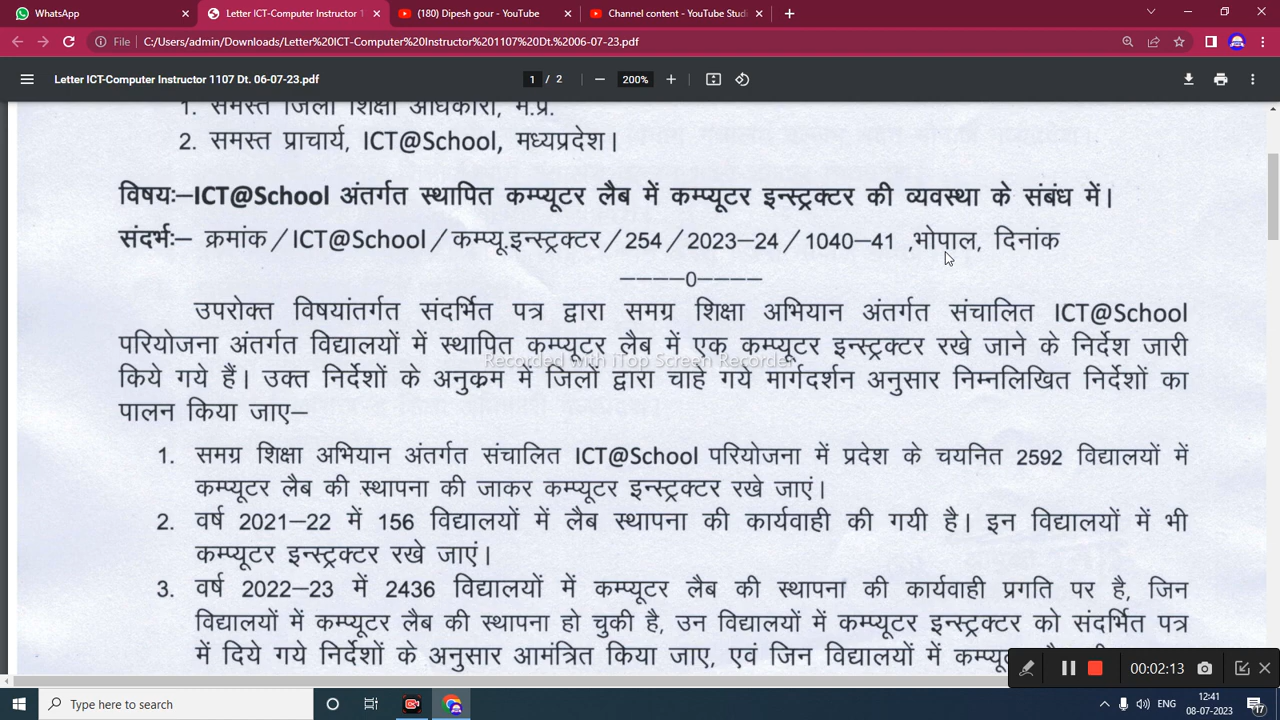 WhatsApp
Letter ICT-Computer Instructor 1
(180) Dipesh gour - YouTube
Channel content - YouTube Studi
File
C:/Users/admin/Downloads/Letter%20ICT-Computer%20Instructor%201107%20Dt.%2006-07-23.pdf
Letter ICT-Computer Instructor 1107 Dt. 06-07-23.pdf
1 / 2
200%
1. समस्त जिला शिक्षा अधिकारी, म.प्र.
2. समस्त प्राचार्य, ICT@School, मध्यप्रदेश।
विषयः–ICT@School अंतर्गत स्थापित कम्प्यूटर लैब में कम्प्यूटर इन्स्ट्रक्टर की व्यवस्था के संबंध में।
संदर्भः– क्रमांक/ICT@School/कम्प्यू.इन्स्ट्रक्टर/254/2023–24/1040–41 ,भोपाल, दिनांक
––––0––––
उपरोक्त विषयांतर्गत संदर्भित पत्र द्वारा समग्र शिक्षा अभियान अंतर्गत संचालित ICT@School
परियोजना अंतर्गत विद्यालयों में स्थापित कम्प्यूटर लैब में एक कम्प्यूटर इन्स्ट्रक्टर रखे जाने के निर्देश जारी
Recorded with iTop Screen Recorder
किये गये हैं। उक्त निर्देशों के अनुक्रम में जिलों द्वारा चाहे गये मार्गदर्शन अनुसार निम्नलिखित निर्देशों का
पालन किया जाए–
1. समग्र शिक्षा अभियान अंतर्गत संचालित ICT@School परियोजना में प्रदेश के चयनित 2592 विद्यालयों में
कम्प्यूटर लैब की स्थापना की जाकर कम्प्यूटर इन्स्ट्रक्टर रखे जाएं।
2. वर्ष 2021–22 में 156 विद्यालयों में लैब स्थापना की कार्यवाही की गयी है। इन विद्यालयों में भी
कम्प्यूटर इन्स्ट्रक्टर रखे जाएं।
3. वर्ष 2022–23 में 2436 विद्यालयों में कम्प्यूटर लैब की स्थापना की कार्यवाही प्रगति पर है, जिन
विद्यालयों में कम्प्यूटर लैब की स्थापना हो चुकी है, उन विद्यालयों में कम्प्यूटर इन्स्ट्रक्टर को संदर्भित पत्र
में दिये गये निर्देशों के अनुसार आमंत्रित किया जाए, एवं जिन विद्यालयों में
00:02:13
Type here to search
ENG
12:41
08-07-2023
17